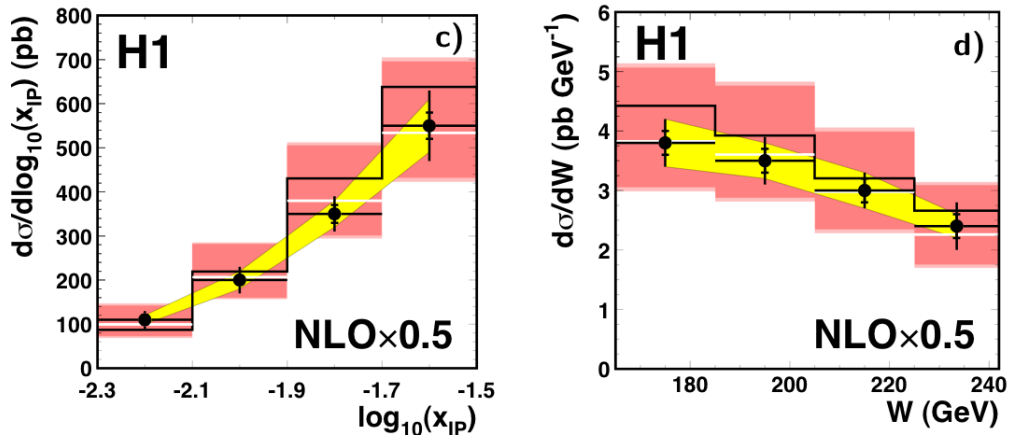 H1
c)
dσ/dlog₁₀(x_IP) (pb)
800
700
600
500
400
300
200
100
0
NLO×0.5
-2.3
-2.1
-1.9
-1.7
-1.5
log₁₀(x_IP)
H1
d)
dσ/dW (pb GeV⁻¹)
6
5
4
3
2
1
0
NLO×0.5
180
200
220
240
W (GeV)